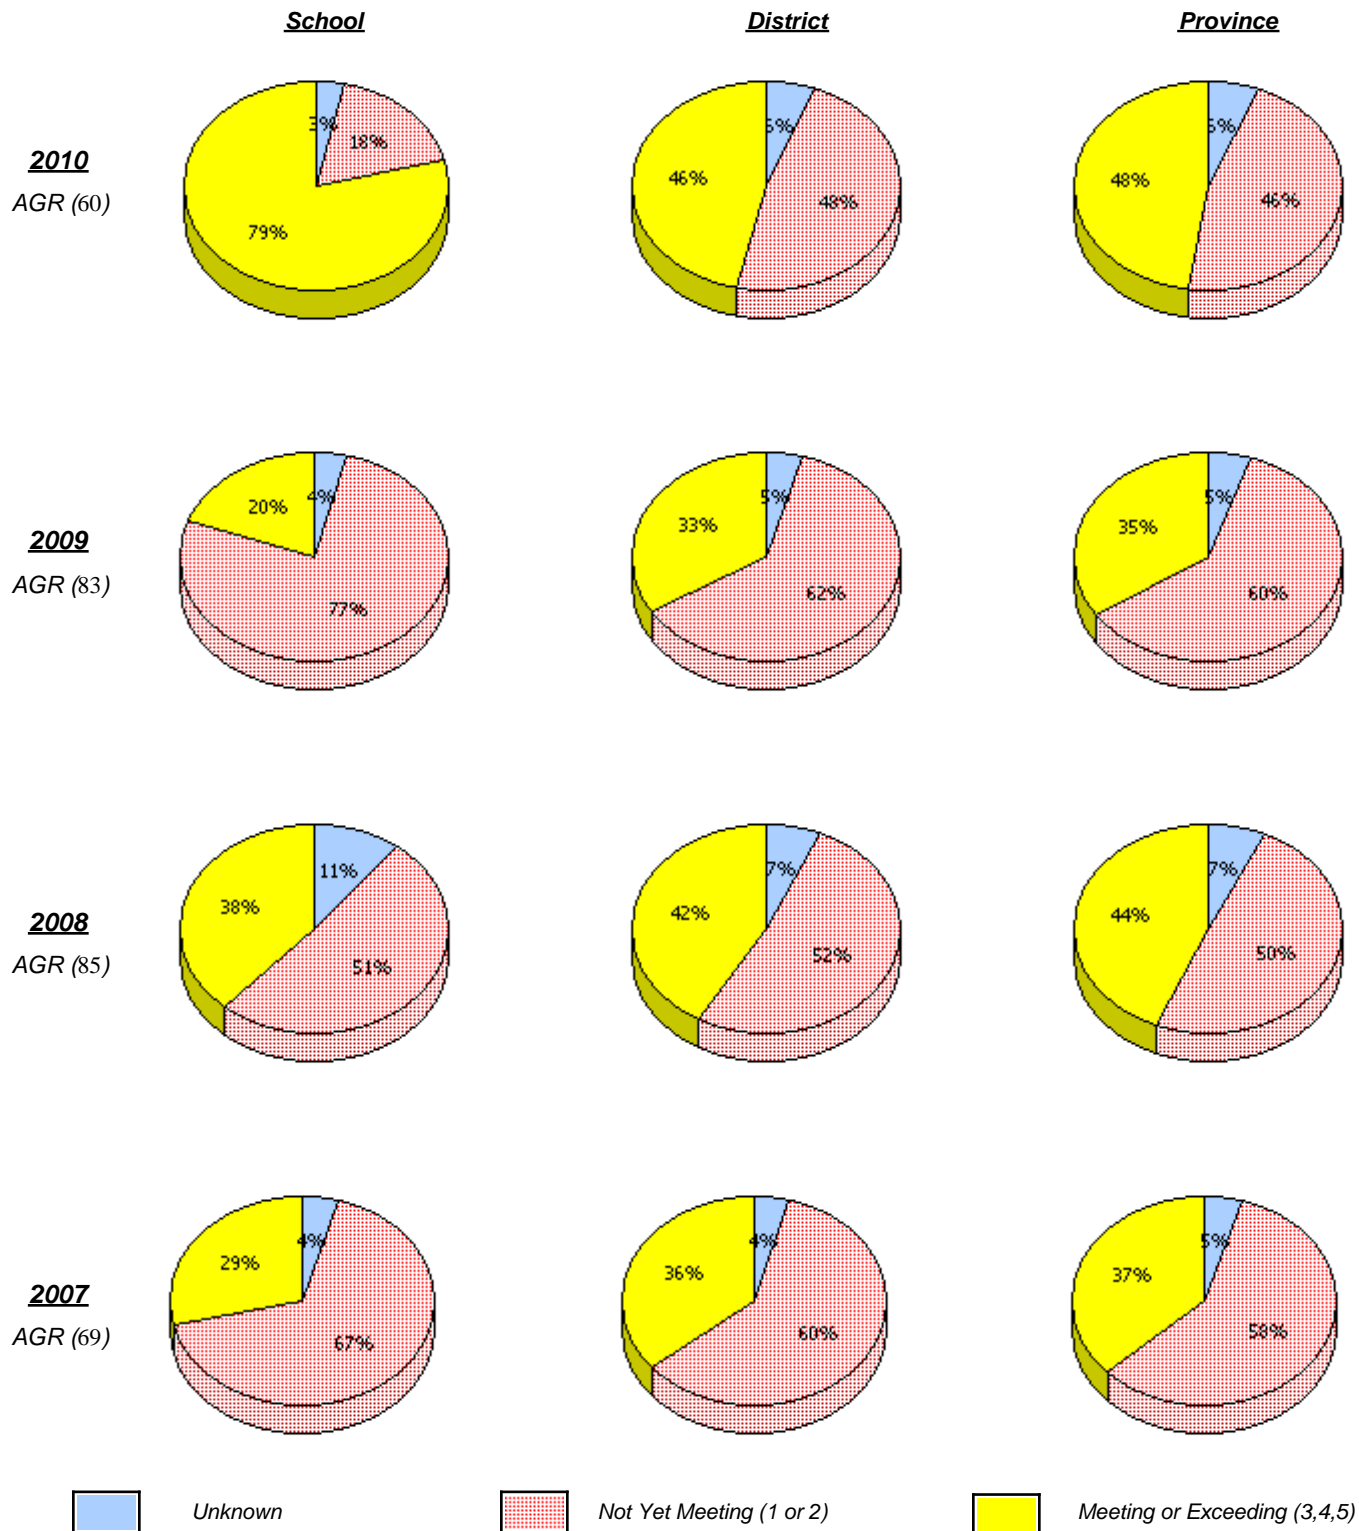 School District Province
3% 18% 79%
5% 48% 46%
6% 46% 48%
2010
AGR (60)
4% 77% 20%
5% 62% 33%
5% 60% 35%
2009
AGR (83)
11% 51% 38%
7% 52% 42%
7% 50% 44%
2008
AGR (85)
4% 67% 29%
4% 60% 36%
5% 58% 37%
2007
AGR (69)
Unknown Not Yet Meeting (1 or 2) Meeting or Exceeding (3,4,5)